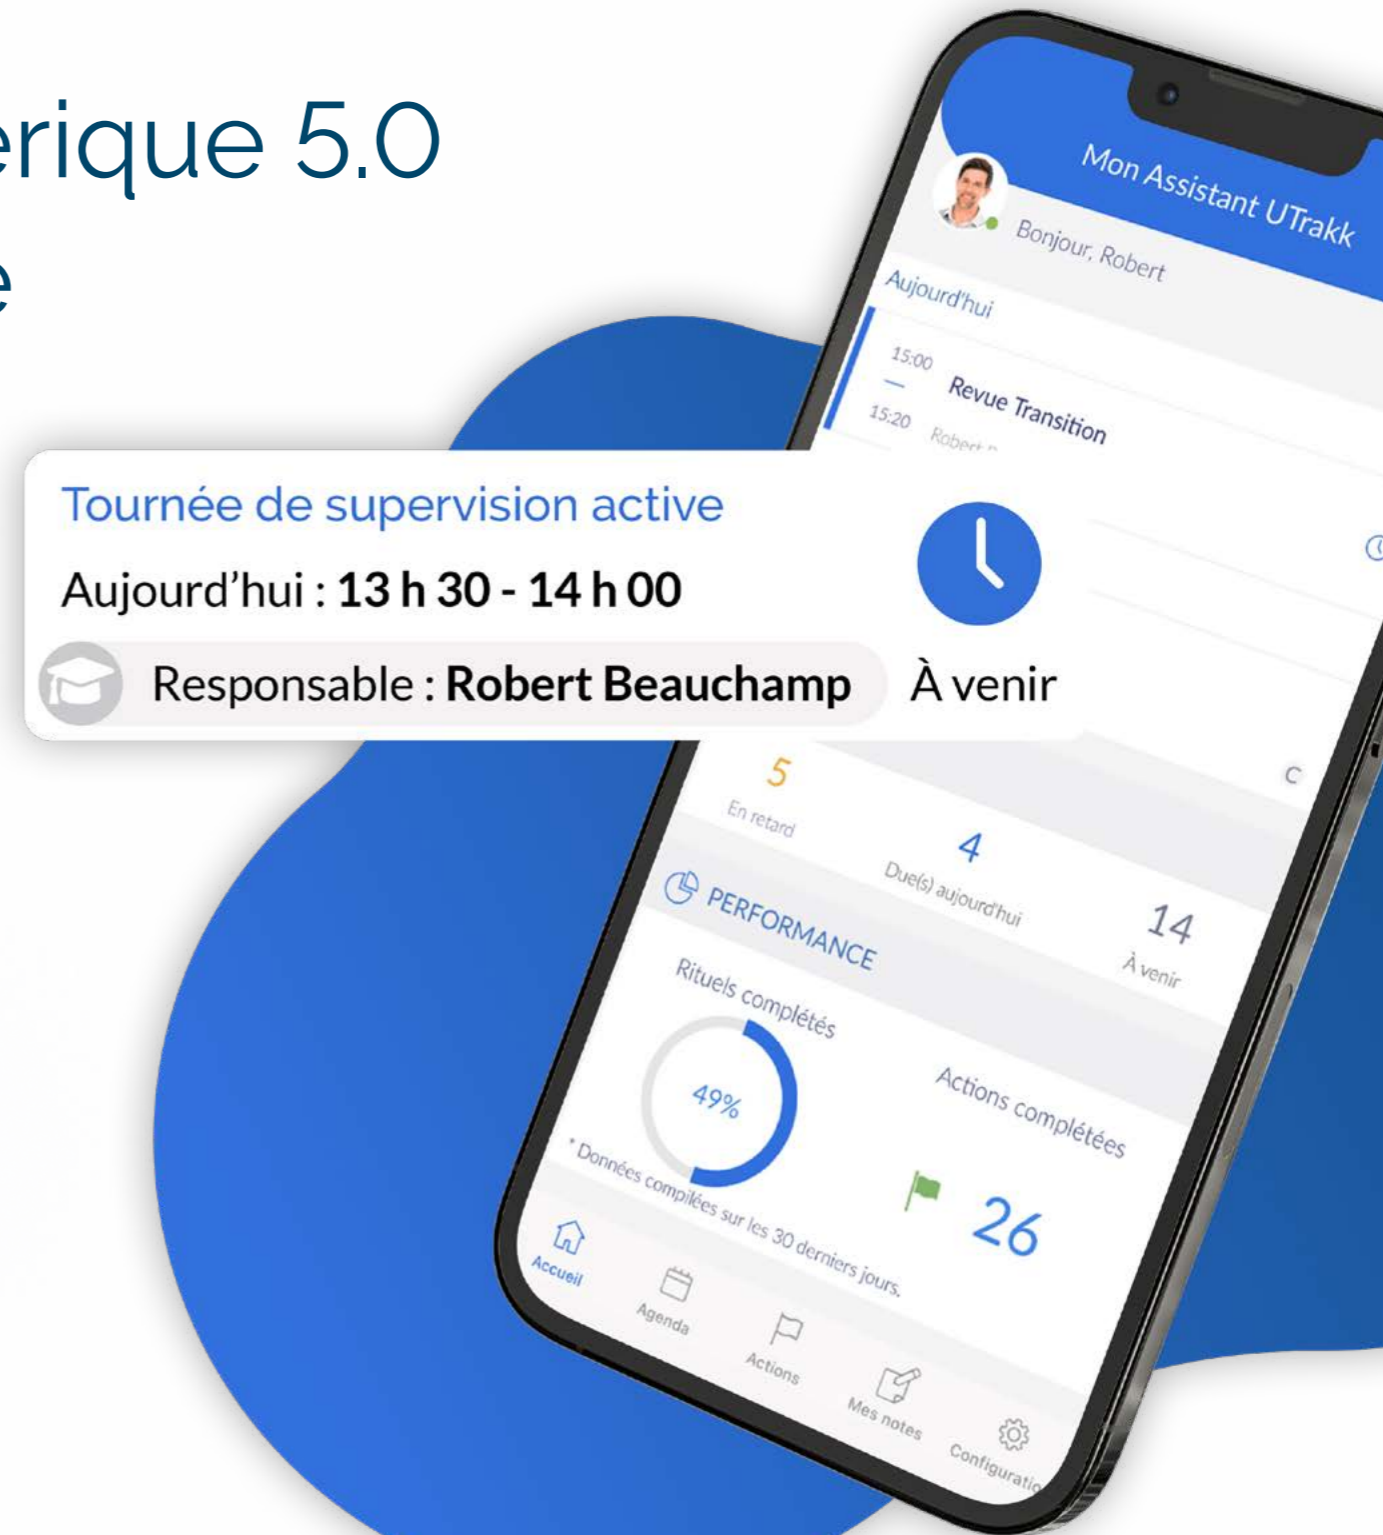 erique 5.0
e
Mon Assistant UTrakk
Bonjour, Robert
Aujourd'hui
15:00
Revue Transition
15:20
Robert
Tournée de supervision active
Aujourd'hui : 13 h 30 - 14 h 00
Responsable : Robert Beauchamp
À venir
C
5
En retard
4
Due(s) aujourd'hui
14
À venir
PERFORMANCE
Rituels complétés
49%
Actions complétées
26
* Données compilées sur les 30 derniers jours.
Accueil
Agenda
Actions
Mes notes
Configuratio